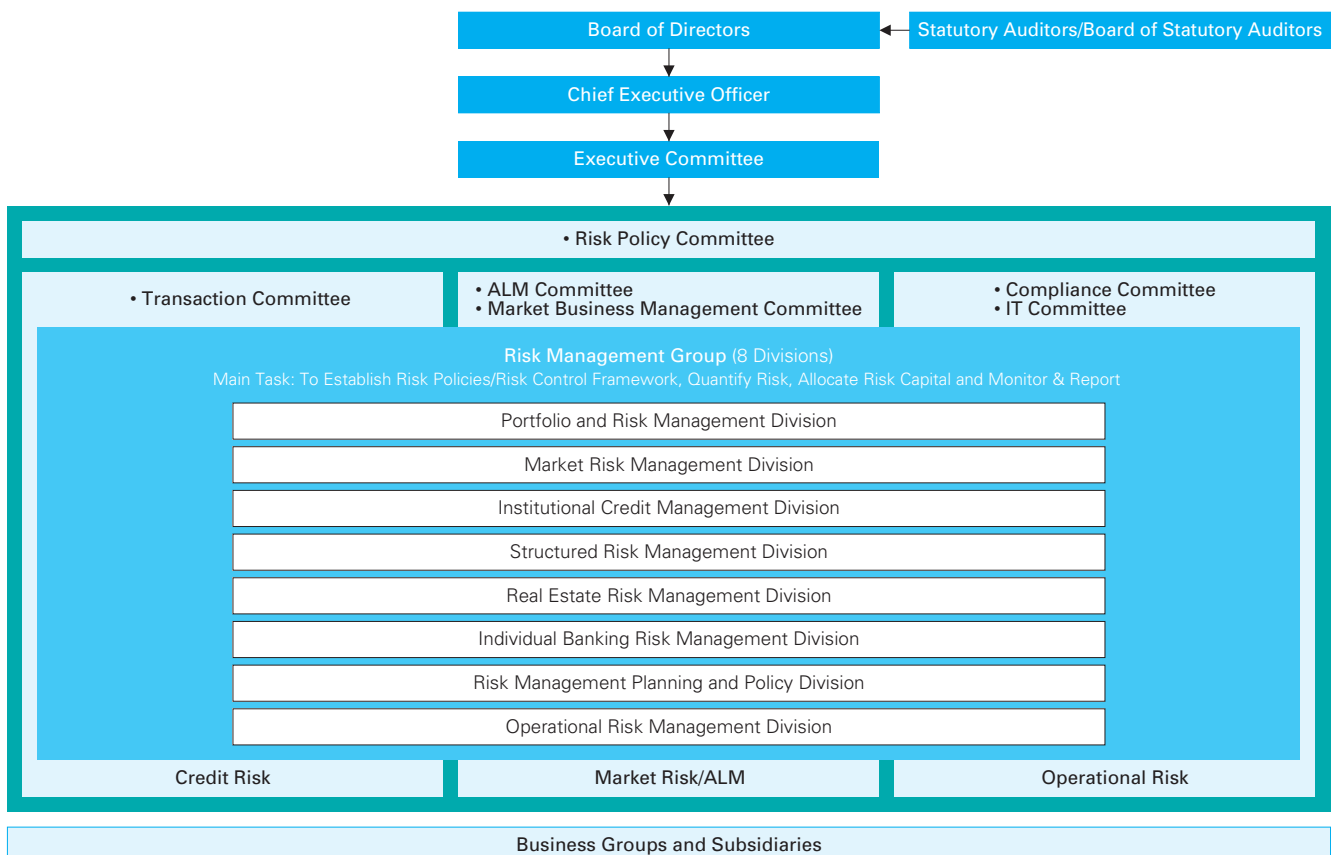 Board of Directors
Statutory Auditors/Board of Statutory Auditors
Chief Executive Officer
Executive Committee
• Risk Policy Committee
• Transaction Committee
• ALM Committee
• Market Business Management Committee
• Compliance Committee
• IT Committee
Risk Management Group (8 Divisions)
Main Task: To Establish Risk Policies/Risk Control Framework, Quantify Risk, Allocate Risk Capital and Monitor & Report
Portfolio and Risk Management Division
Market Risk Management Division
Institutional Credit Management Division
Structured Risk Management Division
Real Estate Risk Management Division
Individual Banking Risk Management Division
Risk Management Planning and Policy Division
Operational Risk Management Division
Credit Risk
Market Risk/ALM
Operational Risk
Business Groups and Subsidiaries